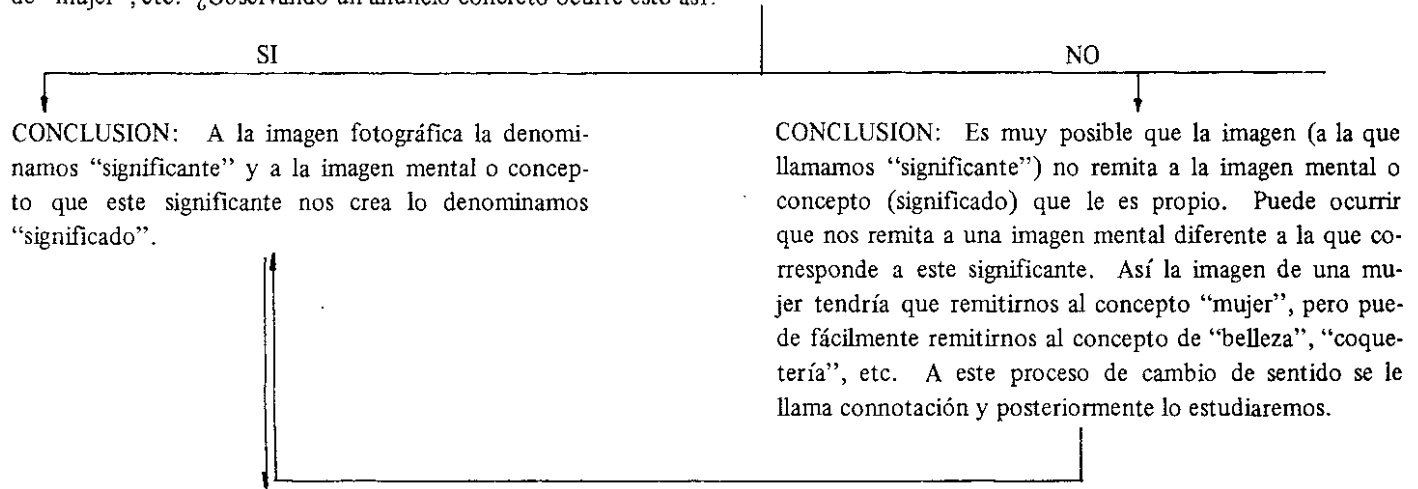 de "mujer", etc. ¿Observando un anuncio concreto ocurre esto así?
SI
NO
CONCLUSION: A la imagen fotográfica la denomi-
namos "significante" y a la imagen mental o concep-
to que este significante nos crea lo denominamos
"significado".
CONCLUSION: Es muy posible que la imagen (a la que
llamamos "significante") no remita a la imagen mental o
concepto (significado) que le es propio. Puede ocurrir
que nos remita a una imagen mental diferente a la que co-
rresponde a este significante. Así la imagen de una mu-
jer tendría que remitirnos al concepto "mujer", pero pue-
de fácilmente remitirnos al concepto de "belleza", "coque-
tería", etc. A este proceso de cambio de sentido se le
llama connotación y posteriormente lo estudiaremos.